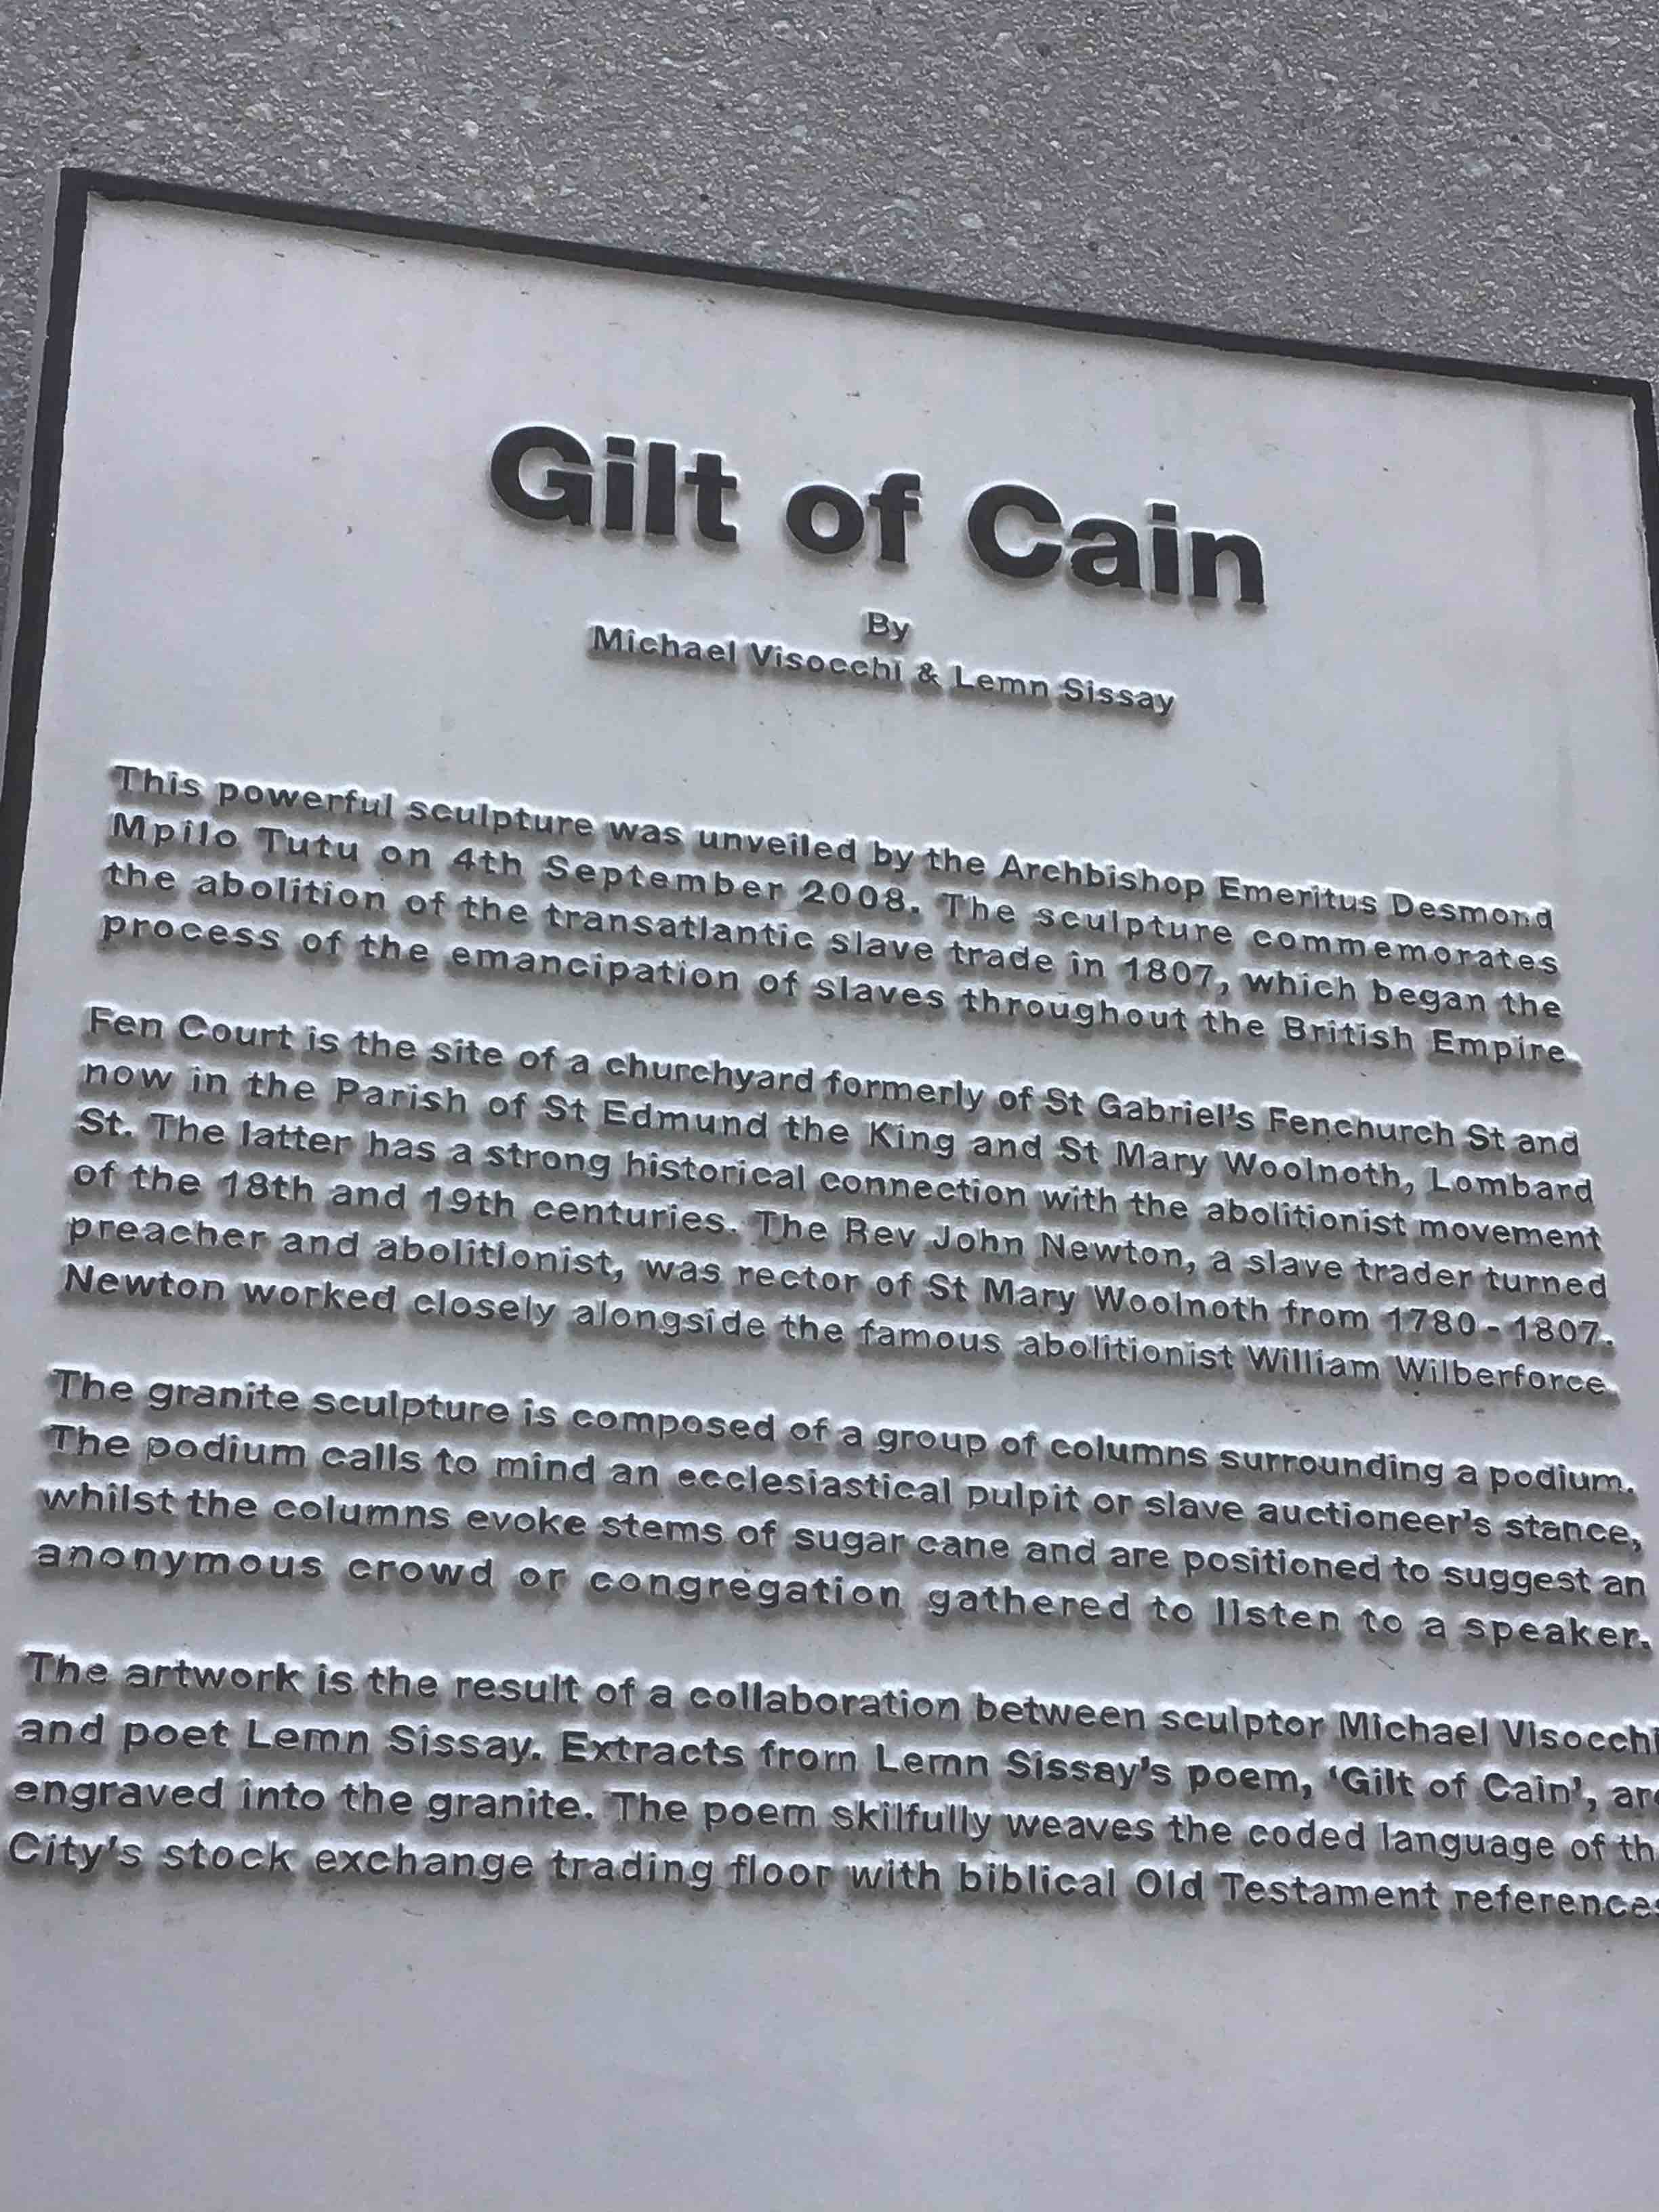 Gilt of Cain
By
Michael Visocchi & Lemn Sissay
This powerful sculpture was unveiled by the Archbishop Emeritus Desmond
Mpilo Tutu on 4th September 2008. The sculpture commemorates
the abolition of the transatlantic slave trade in 1807, which began the
process of the emancipation of slaves throughout the British Empire.
Fen Court is the site of a churchyard formerly of St Gabriel's Fenchurch St and
now in the Parish of St Edmund the King and St Mary Woolnoth, Lombard
St. The latter has a strong historical connection with the abolitionist movement
of the 18th and 19th centuries. The Rev John Newton, a slave trader turned
preacher and abolitionist, was rector of St Mary Woolnoth from 1780-1807.
Newton worked closely alongside the famous abolitionist William Wilberforce.
The granite sculpture is composed of a group of columns surrounding a podium.
The podium calls to mind an ecclesiastical pulpit or slave auctioneer's stance,
whilst the columns evoke stems of sugar cane and are positioned to suggest an
anonymous crowd or congregation gathered to listen to a speaker.
The artwork is the result of a collaboration between sculptor Michael Visocchi
and poet Lemn Sissay. Extracts from Lemn Sissay's poem, 'Gilt of Cain', are
engraved into the granite. The poem skilfully weaves the coded language of th
City's stock exchange trading floor with biblical Old Testament references